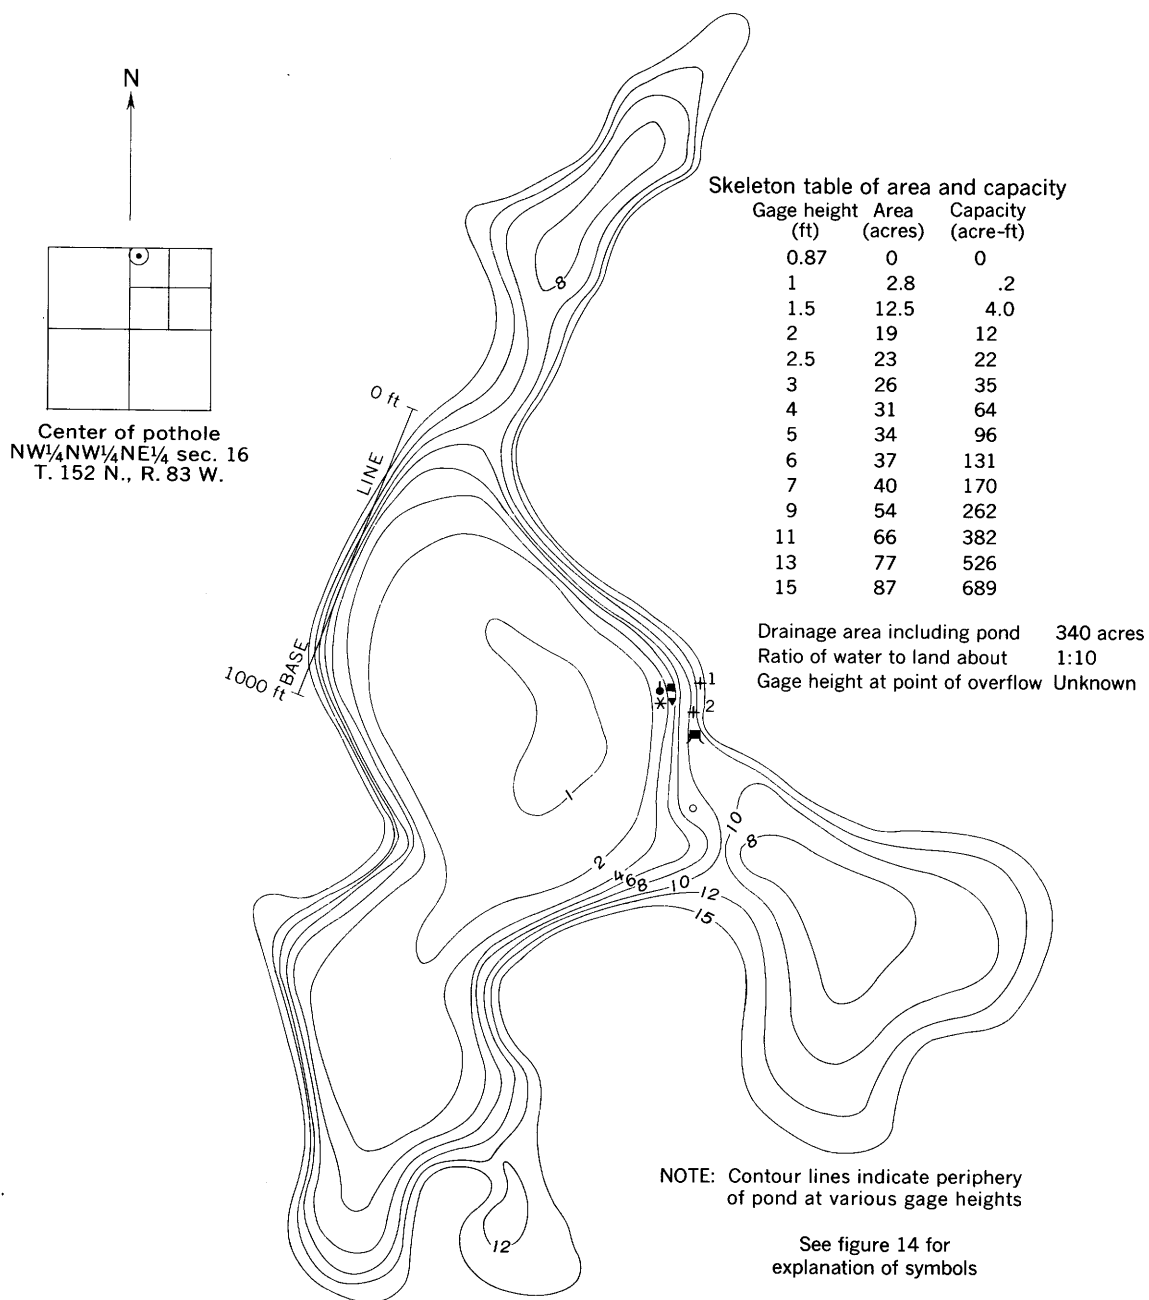 N
Center of pothole
NW¼NW¼NE¼ sec. 16
T. 152 N., R. 83 W.
Skeleton table of area and capacity
Gage height Area Capacity
(ft) (acres) (acre-ft)
0.87 0 0
1 2.8 .2
1.5 12.5 4.0
2 19 12
2.5 23 22
3 26 35
4 31 64
5 34 96
6 37 131
7 40 170
9 54 262
11 66 382
13 77 526
15 87 689
Drainage area including pond 340 acres
Ratio of water to land about 1:10
Gage height at point of overflow Unknown
8
0 ft
BASE LINE
1000 ft
1
2
1
10
8
2
4
6
8
10
12
15
12
NOTE: Contour lines indicate periphery
of pond at various gage heights
See figure 14 for
explanation of symbols